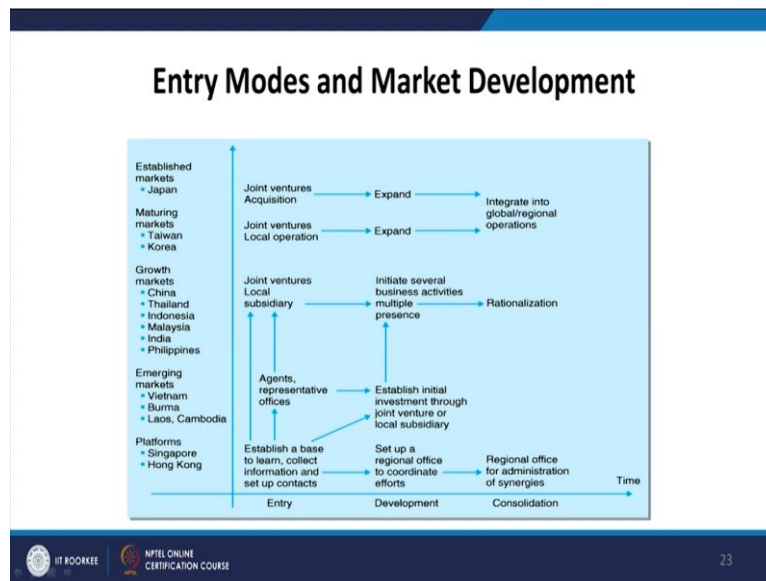 Entry Modes and Market Development
Established
markets
• Japan
Maturing
markets
• Taiwan
• Korea
Growth
markets
• China
• Thailand
• Indonesia
• Malaysia
• India
• Philippines
Emerging
markets
• Vietnam
• Burma
• Laos, Cambodia
Platforms
• Singapore
• Hong Kong
Joint ventures
Acquisition
Expand
Integrate into
global/regional
operations
Joint ventures
Local operation
Expand
Joint ventures
Local
subsidiary
Initiate several
business activities
multiple
presence
Rationalization
Agents,
representative
offices
Establish initial
investment through
joint venture or
local subsidiary
Establish a base
to learn, collect
information and
set up contacts
Set up a
regional office
to coordinate
efforts
Regional office
for administration
of synergies
Time
Entry
Development
Consolidation
IIT ROORKEE
NPTEL ONLINE
CERTIFICATION COURSE
23